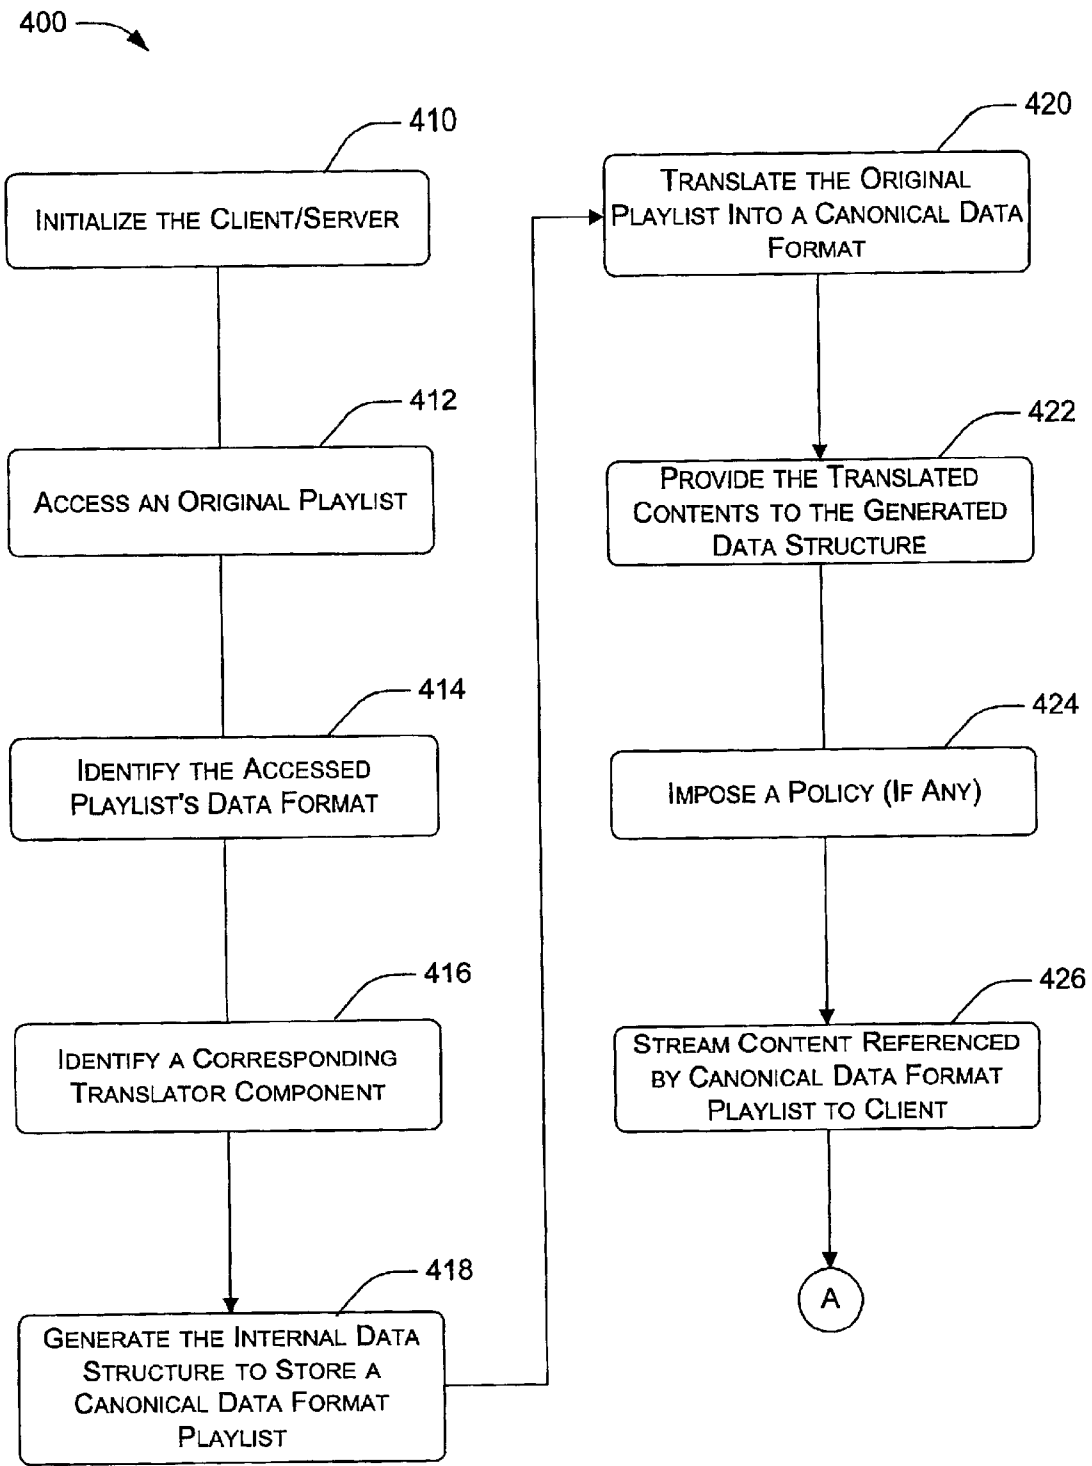 400
410
INITIALIZE THE CLIENT/SERVER
412
ACCESS AN ORIGINAL PLAYLIST
414
IDENTIFY THE ACCESSED
PLAYLIST'S DATA FORMAT
416
IDENTIFY A CORRESPONDING
TRANSLATOR COMPONENT
418
GENERATE THE INTERNAL DATA
STRUCTURE TO STORE A
CANONICAL DATA FORMAT
PLAYLIST
420
TRANSLATE THE ORIGINAL
PLAYLIST INTO A CANONICAL DATA
FORMAT
422
PROVIDE THE TRANSLATED
CONTENTS TO THE GENERATED
DATA STRUCTURE
424
IMPOSE A POLICY (IF ANY)
426
STREAM CONTENT REFERENCED
BY CANONICAL DATA FORMAT
PLAYLIST TO CLIENT
A